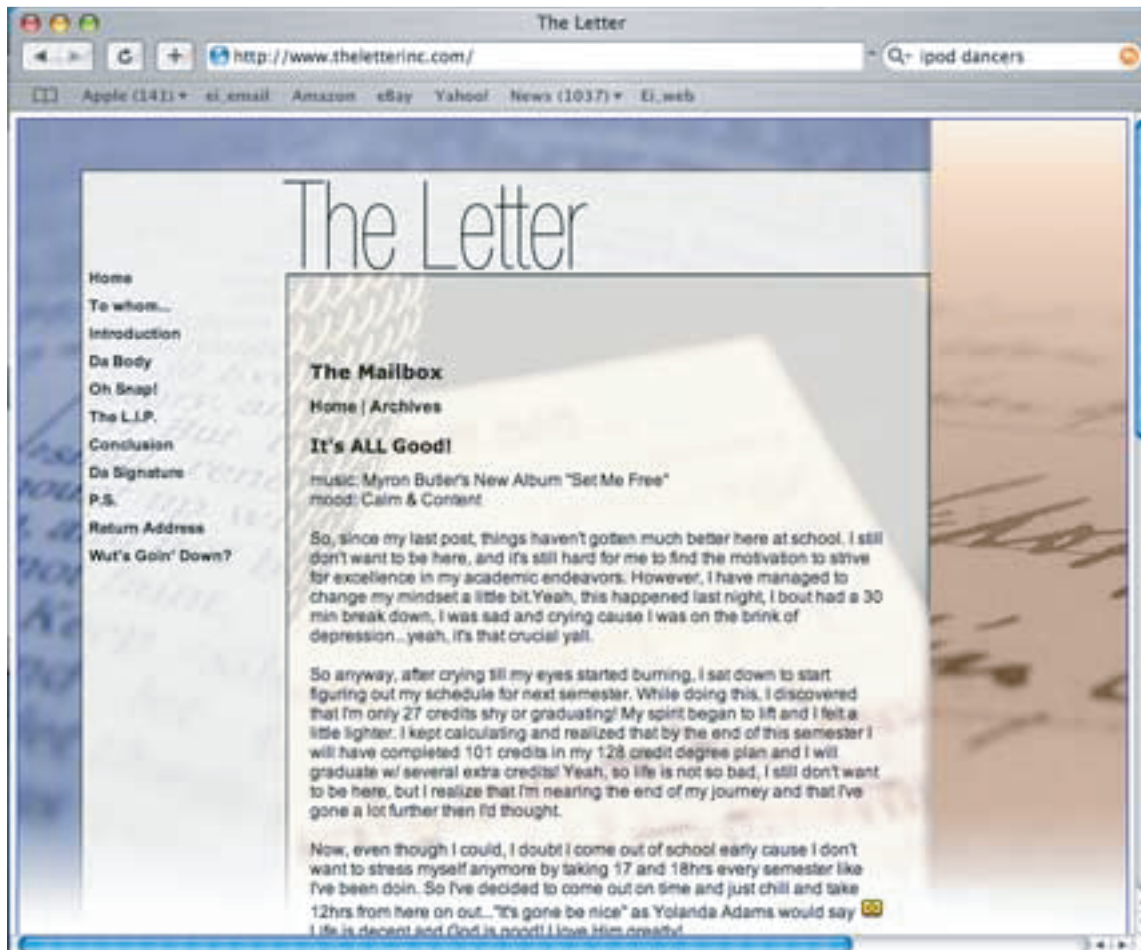 The Letter
http://www.theletterinc.com/
ipod dancers
Apple (141) ei_email Amazon eBay Yahoo! News (1037) Ei_web
The Letter
Home
To whom...
Introduction
Da Body
Oh Snap!
The L.I.P.
Conclusion
Da Signature
P.S.
Return Address
Wut's Goin' Down?
The Mailbox
Home | Archives
It's ALL Good!
music: Myron Butler's New Album "Set Me Free"
mood: Calm & Content
So, since my last post, things haven't gotten much better here at school. I still
don't want to be here, and it's still hard for me to find the motivation to strive
for excellence in my academic endeavors. However, I have managed to
change my mindset a little bit.Yeah, this happened last night, I bout had a 30
min break down, I was sad and crying cause I was on the brink of
depression...yeah, it's that crucial yall.
So anyway, after crying till my eyes started burning, I sat down to start
figuring out my schedule for next semester. While doing this, I discovered
that I'm only 27 credits shy or graduating! My spirit began to lift and I felt a
little lighter. I kept calculating and realized that by the end of this semester I
will have completed 101 credits in my 128 credit degree plan and I will
graduate w/ several extra credits! Yeah, so life is not so bad, I still don't want
to be here, but I realize that I'm nearing the end of my journey and that I've
gone a lot further then I'd thought.
Now, even though I could, I doubt I come out of school early cause I don't
want to stress myself anymore by taking 17 and 18hrs every semester like
I've been doin. So I've decided to come out on time and just chill and take
12hrs from here on out..."It's gone be nice" as Yolanda Adams would say
Life is decent and God is good! I love Him greatly!